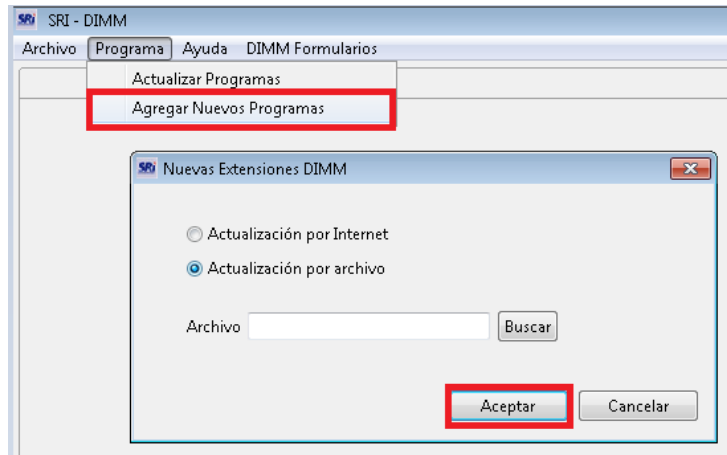 SRi SRI - DIMM
Archivo Programa Ayuda DIMM Formularios
Actualizar Programas
Agregar Nuevos Programas
SRi Nuevas Extensiones DIMM
Actualización por Internet
Actualización por archivo
Archivo Buscar
Aceptar Cancelar